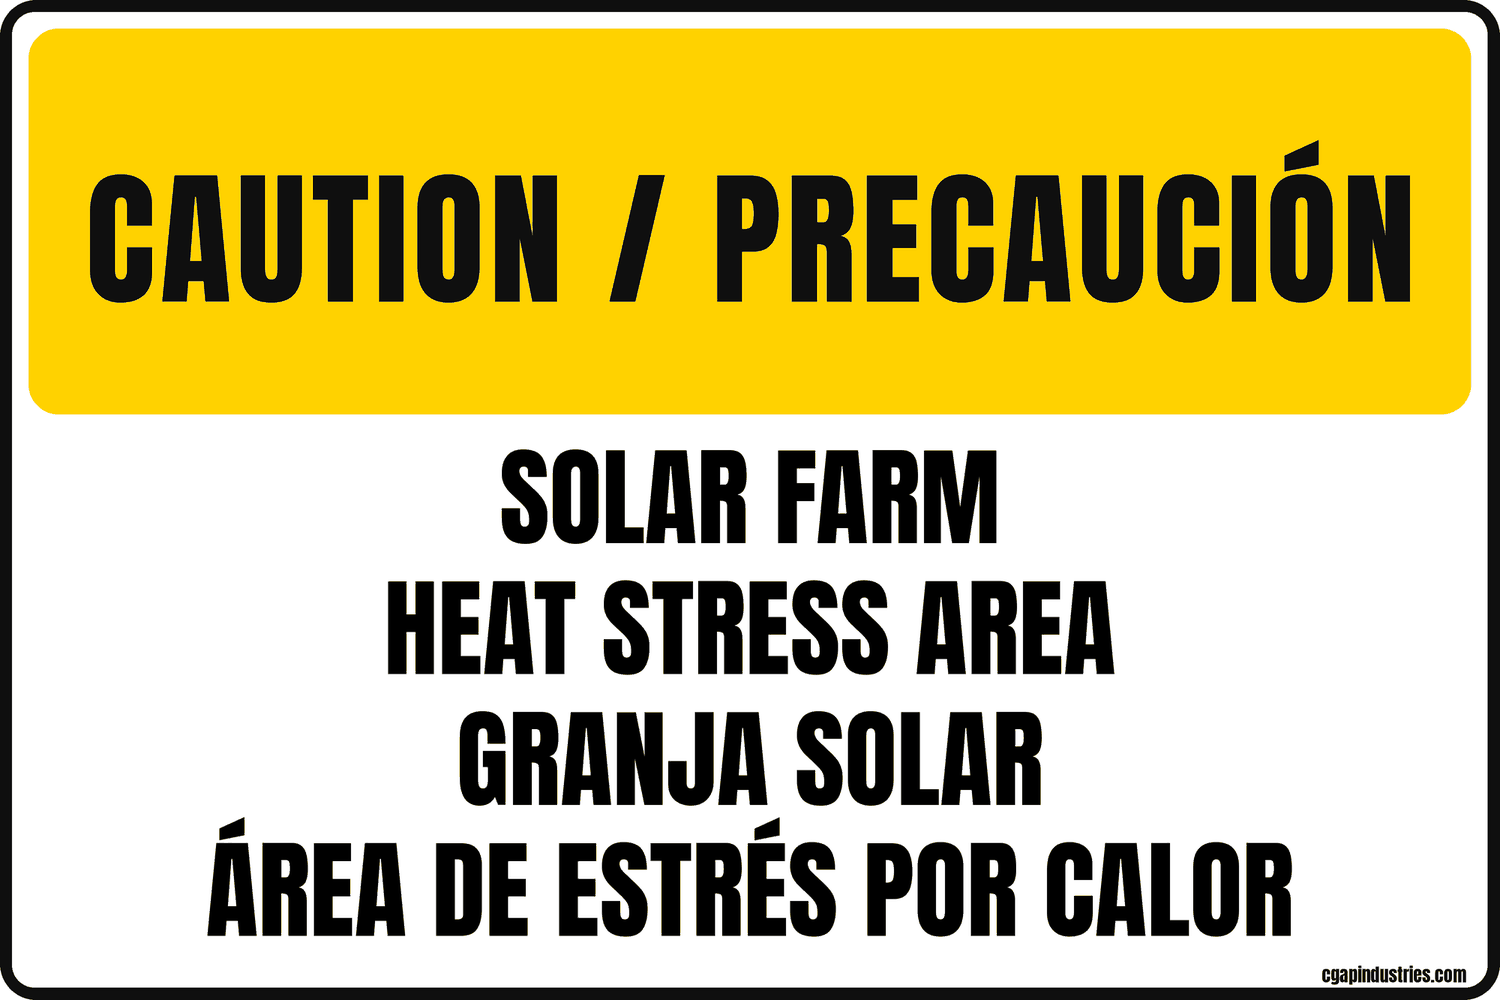 CAUTION / PRECAUCIÓN
SOLAR FARM
HEAT STRESS AREA
GRANJA SOLAR
ÁREA DE ESTRÉS POR CALOR
cgapindustries.com